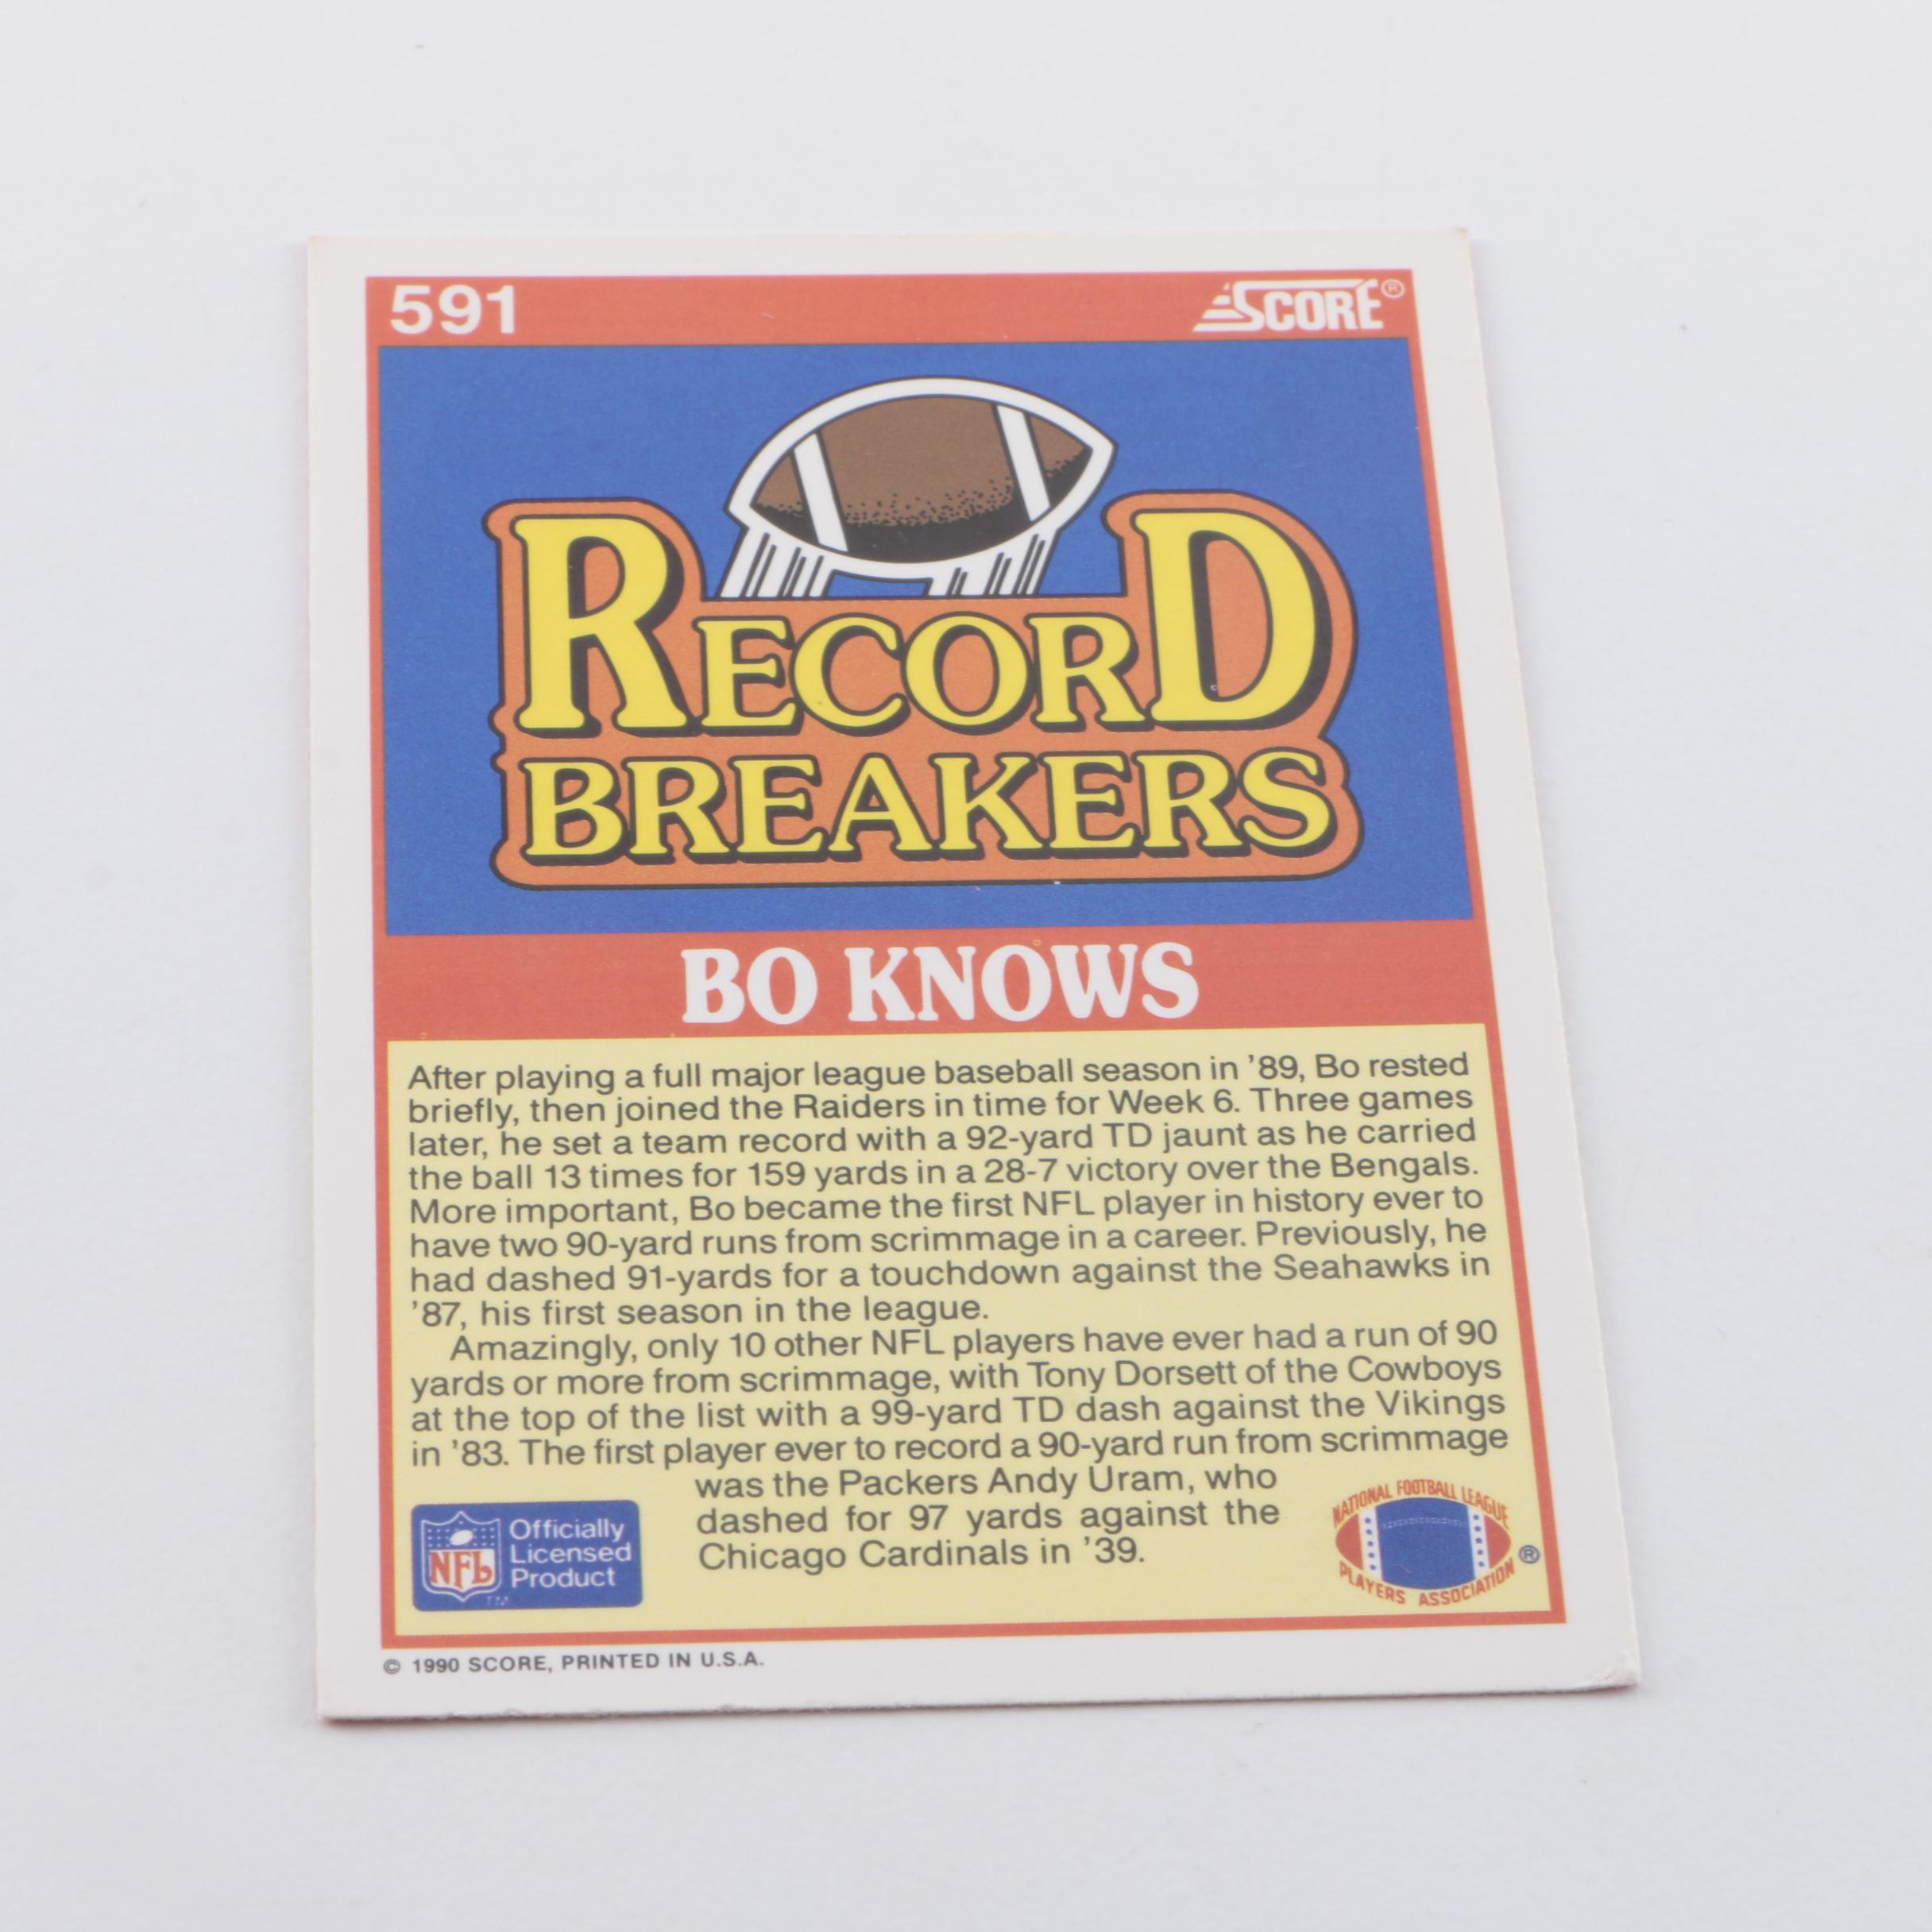 591
SCORE®
RECORD
BREAKERS
BO KNOWS
After playing a full major league baseball season in '89, Bo rested
briefly, then joined the Raiders in time for Week 6. Three games
later, he set a team record with a 92-yard TD jaunt as he carried
the ball 13 times for 159 yards in a 28-7 victory over the Bengals.
More important, Bo became the first NFL player in history ever to
have two 90-yard runs from scrimmage in a career. Previously, he
had dashed 91-yards for a touchdown against the Seahawks in
'87, his first season in the league.
Amazingly, only 10 other NFL players have ever had a run of 90
yards or more from scrimmage, with Tony Dorsett of the Cowboys
at the top of the list with a 99-yard TD dash against the Vikings
in '83. The first player ever to record a 90-yard run from scrimmage
was the Packers Andy Uram, who
dashed for 97 yards against the
Chicago Cardinals in '39.
NFL
TM
Officially
Licensed
Product
NATIONAL FOOTBALL LEAGUE
PLAYERS ASSOCIATION
®
© 1990 SCORE, PRINTED IN U.S.A.